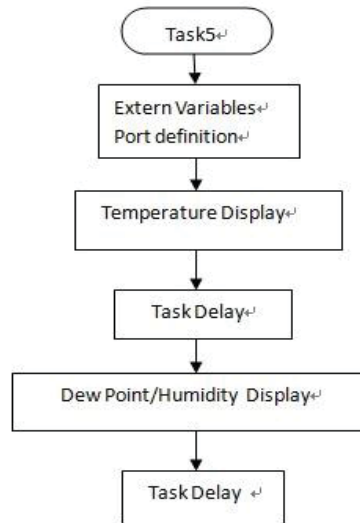 Task5
Extern Variables
Port definition
Temperature Display
Task Delay
Dew Point/Humidity Display
Task Delay